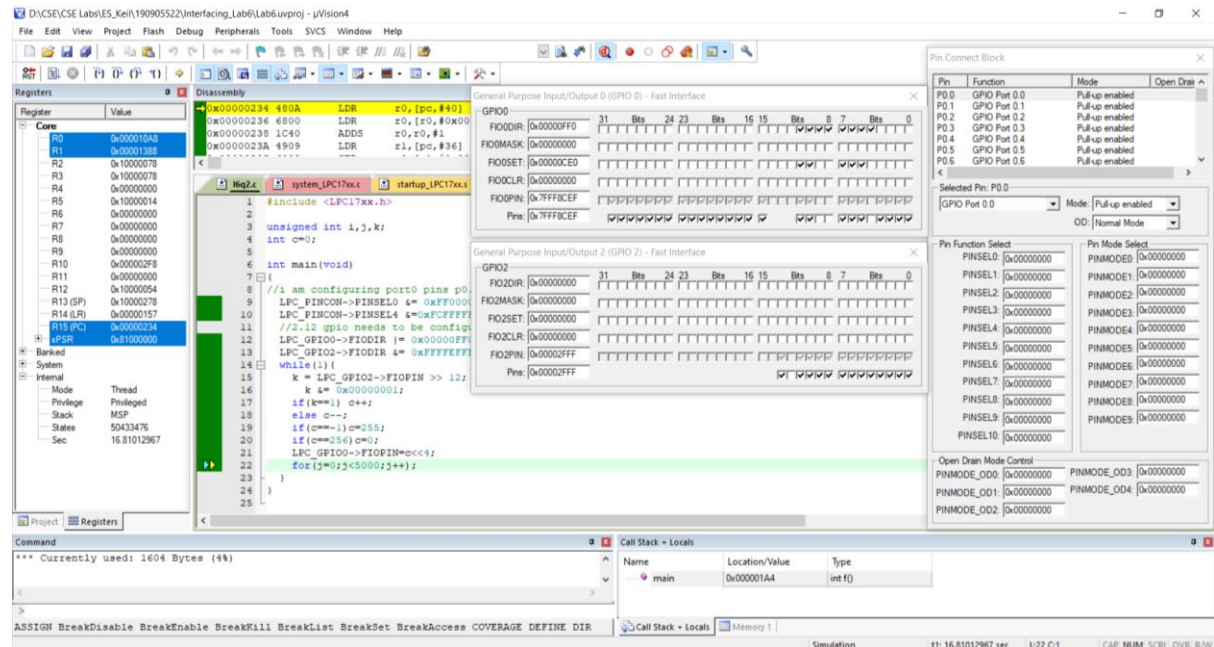 D:\CSE\CSE Labs\ES_Keil\190905522\Interfacing_Lab6\Lab6.uvproj - µVision4
File Edit View Project Flash Debug Peripherals Tools SVCS Window Help
Registers
Register Value
Core
R0 0x000010A8
R1 0x00001388
R2 0x10000078
R3 0x10000078
R4 0x00000000
R5 0x10000014
R6 0x00000000
R7 0x00000000
R8 0x00000000
R9 0x00000000
R10 0x000002F8
R11 0x00000000
R12 0x10000054
R13 (SP) 0x10000278
R14 (LR) 0x00000157
R15 (PC) 0x00000234
xPSR 0x81000000
Banked
System
Internal
Mode Thread
Privilege Privileged
Stack MSP
States 50433476
Sec 16.81012967
Project Registers
Disassembly
0x00000234 480A LDR r0,[pc,#40]
0x00000236 6800 LDR r0,[r0,#0x00
0x00000238 1C40 ADDS r0,r0,#1
0x0000023A 4909 LDR r1,[pc,#36]
l6q2.c system_LPC17xx.c startup_LPC17xx.s
1 #include <LPC17xx.h>
2
3 unsigned int i,j,k;
4 int c=0;
5
6 int main(void)
7 {
8 //i am configuring port0 pins p0.
9 LPC_PINCON->PINSEL0 &= 0xFF0000
10 LPC_PINCON->PINSEL4 &=0xFCFFFFF
11 //2.12 gpio needs to be configu
12 LPC_GPIO0->FIODIR |= 0x00000FF0
13 LPC_GPIO2->FIODIR &= 0xFFFFEFFF
14 while(1){
15 k = LPC_GPIO2->FIOPIN >> 12;
16 k &= 0x00000001;
17 if(k==1) c++;
18 else c--;
19 if(c==-1)c=255;
20 if(c==256)c=0;
21 LPC_GPIO0->FIOPIN=c<<4;
22 for(j=0;j<5000;j++);
23 }
24 }
25
General Purpose Input/Output 0 (GPIO 0) - Fast Interface
GPIO0
31 Bits 24 23 Bits 16 15 Bits 8 7 Bits 0
FIO0DIR: 0x00000FF0
FIO0MASK: 0x00000000
FIO0SET: 0x00000CE0
FIO0CLR: 0x00000000
FIO0PIN: 0x7FFF8CEF
Pins: 0x7FFF8CEF
General Purpose Input/Output 2 (GPIO 2) - Fast Interface
GPIO2
31 Bits 24 23 Bits 16 15 Bits 8 7 Bits 0
FIO2DIR: 0x00000000
FIO2MASK: 0x00000000
FIO2SET: 0x00000000
FIO2CLR: 0x00000000
FIO2PIN: 0x00002FFF
Pins: 0x00002FFF
Pin Connect Block
Pin Function Mode Open Drai
P0.0 GPIO Port 0.0 Pull-up enabled
P0.1 GPIO Port 0.1 Pull-up enabled
P0.2 GPIO Port 0.2 Pull-up enabled
P0.3 GPIO Port 0.3 Pull-up enabled
P0.4 GPIO Port 0.4 Pull-up enabled
P0.5 GPIO Port 0.5 Pull-up enabled
P0.6 GPIO Port 0.6 Pull-up enabled
Selected Pin: P0.0
GPIO Port 0.0 Mode: Pull-up enabled
OD: Normal Mode
Pin Function Select Pin Mode Select
PINSEL0: 0x00000000 PINMODE0: 0x00000000
PINSEL1: 0x00000000 PINMODE1: 0x00000000
PINSEL2: 0x00000000 PINMODE2: 0x00000000
PINSEL3: 0x00000000 PINMODE3: 0x00000000
PINSEL4: 0x00000000 PINMODE4: 0x00000000
PINSEL5: 0x00000000 PINMODE5: 0x00000000
PINSEL6: 0x00000000 PINMODE6: 0x00000000
PINSEL7: 0x00000000 PINMODE7: 0x00000000
PINSEL8: 0x00000000 PINMODE8: 0x00000000
PINSEL9: 0x00000000 PINMODE9: 0x00000000
PINSEL10: 0x00000000
Open Drain Mode Control
PINMODE_OD0: 0x00000000 PINMODE_OD3: 0x00000000
PINMODE_OD1: 0x00000000 PINMODE_OD4: 0x00000000
PINMODE_OD2: 0x00000000
Command
*** Currently used: 1604 Bytes (4%)
>
ASSIGN BreakDisable BreakEnable BreakKill BreakList BreakSet BreakAccess COVERAGE DEFINE DIR
Call Stack + Locals
Name Location/Value Type
main 0x000001A4 int f()
Call Stack + Locals Memory 1
Simulation t1: 16.81012967 sec L:22 C:1 CAP NUM SCRL OVR R/W